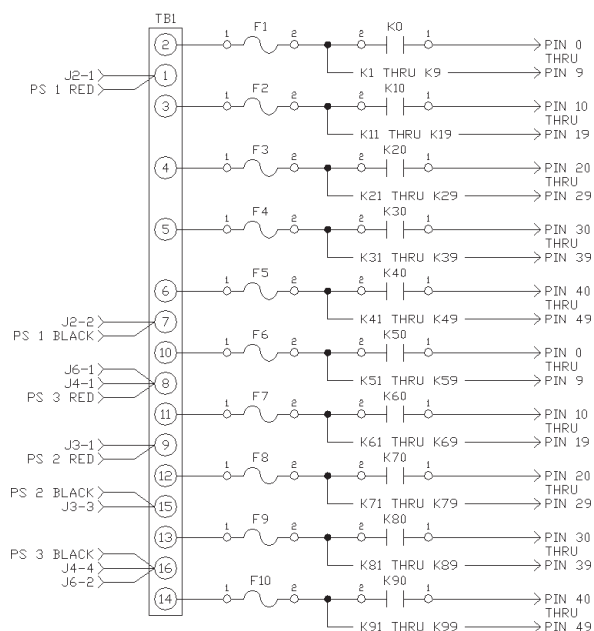 TB1
2 1 F1 2 2 K0 1 PIN 0
THRU
J2-1 1 K1 THRU K9 PIN 9
PS 1 RED
3 1 F2 2 2 K10 1 PIN 10
THRU
K11 THRU K19 PIN 19
4 1 F3 2 2 K20 1 PIN 20
THRU
K21 THRU K29 PIN 29
5 1 F4 2 2 K30 1 PIN 30
THRU
K31 THRU K39 PIN 39
6 1 F5 2 2 K40 1 PIN 40
THRU
J2-2 7 K41 THRU K49 PIN 49
PS 1 BLACK
10 1 F6 2 2 K50 1 PIN 0
THRU
J6-1
J4-1 8 K51 THRU K59 PIN 9
PS 3 RED
11 1 F7 2 2 K60 1 PIN 10
THRU
J3-1 9 K61 THRU K69 PIN 19
PS 2 RED
12 1 F8 2 2 K70 1 PIN 20
THRU
PS 2 BLACK
J3-3 15 K71 THRU K79 PIN 29
13 1 F9 2 2 K80 1 PIN 30
THRU
PS 3 BLACK
J4-4 16 K81 THRU K89 PIN 39
J6-2
14 1 F10 2 2 K90 1 PIN 40
THRU
K91 THRU K99 PIN 49